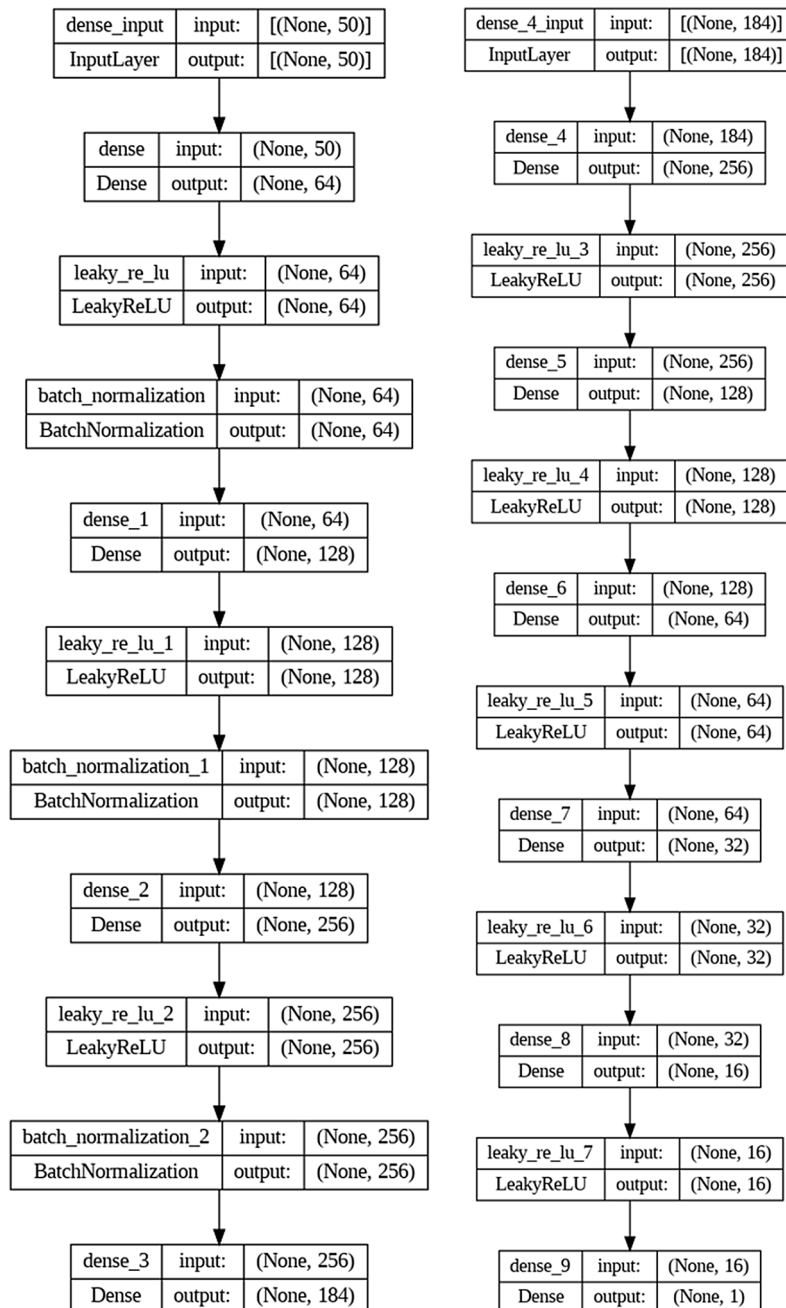 dense_input input: [(None, 50)]
InputLayer output: [(None, 50)]
dense input: (None, 50)
Dense output: (None, 64)
leaky_re_lu input: (None, 64)
LeakyReLU output: (None, 64)
batch_normalization input: (None, 64)
BatchNormalization output: (None, 64)
dense_1 input: (None, 64)
Dense output: (None, 128)
leaky_re_lu_1 input: (None, 128)
LeakyReLU output: (None, 128)
batch_normalization_1 input: (None, 128)
BatchNormalization output: (None, 128)
dense_2 input: (None, 128)
Dense output: (None, 256)
leaky_re_lu_2 input: (None, 256)
LeakyReLU output: (None, 256)
batch_normalization_2 input: (None, 256)
BatchNormalization output: (None, 256)
dense_3 input: (None, 256)
Dense output: (None, 184)
dense_4_input input: [(None, 184)]
InputLayer output: [(None, 184)]
dense_4 input: (None, 184)
Dense output: (None, 256)
leaky_re_lu_3 input: (None, 256)
LeakyReLU output: (None, 256)
dense_5 input: (None, 256)
Dense output: (None, 128)
leaky_re_lu_4 input: (None, 128)
LeakyReLU output: (None, 128)
dense_6 input: (None, 128)
Dense output: (None, 64)
leaky_re_lu_5 input: (None, 64)
LeakyReLU output: (None, 64)
dense_7 input: (None, 64)
Dense output: (None, 32)
leaky_re_lu_6 input: (None, 32)
LeakyReLU output: (None, 32)
dense_8 input: (None, 32)
Dense output: (None, 16)
leaky_re_lu_7 input: (None, 16)
LeakyReLU output: (None, 16)
dense_9 input: (None, 16)
Dense output: (None, 1)